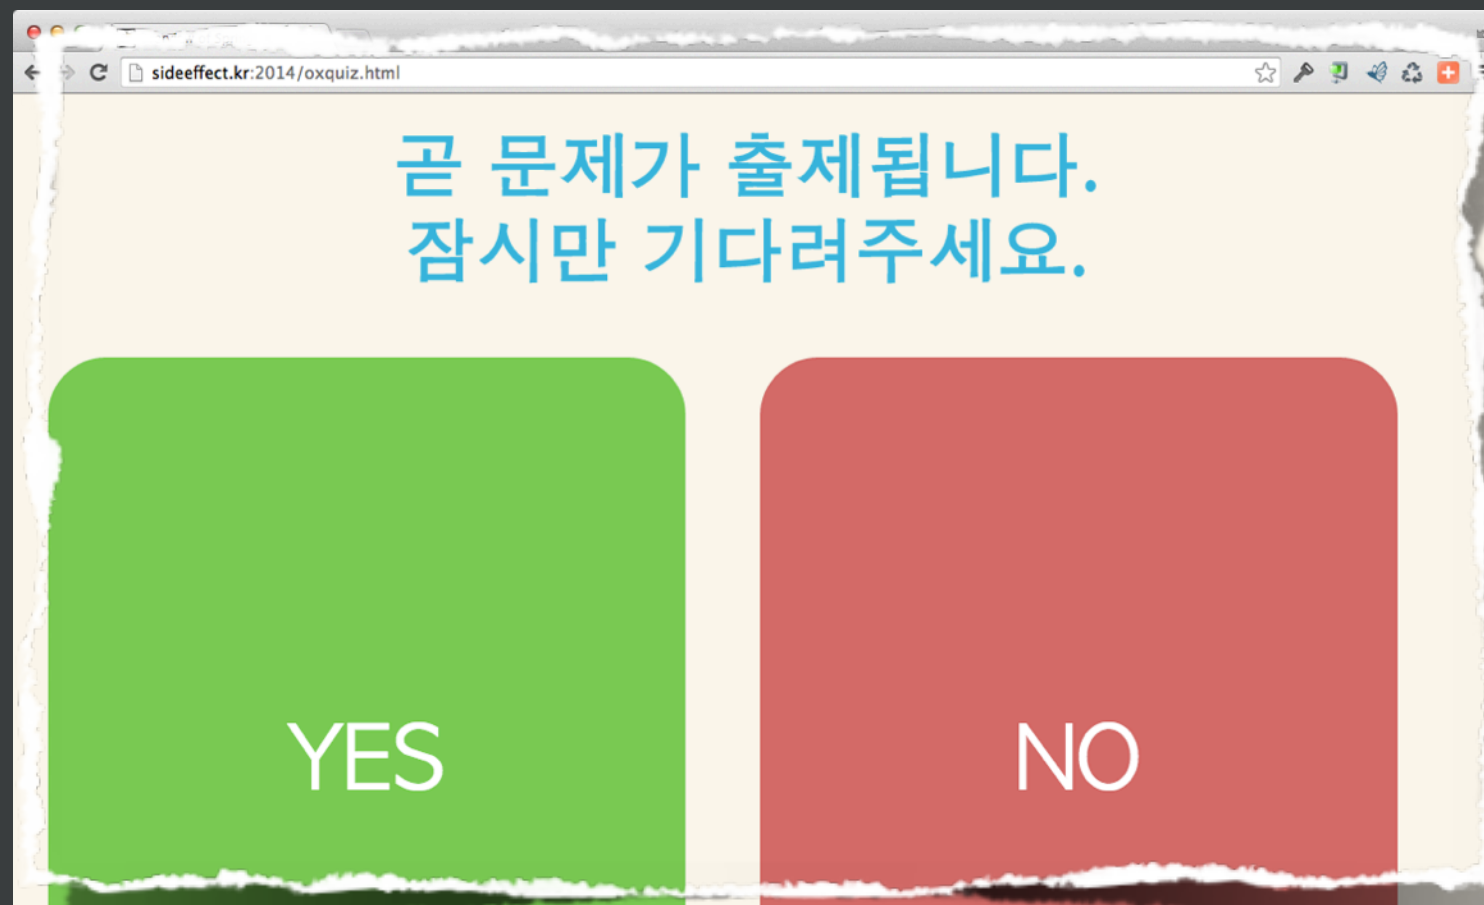 sideeffect.kr:2014/oxquiz.html
곧 문제가 출제됩니다.
잠시만 기다려주세요.
YES
NO